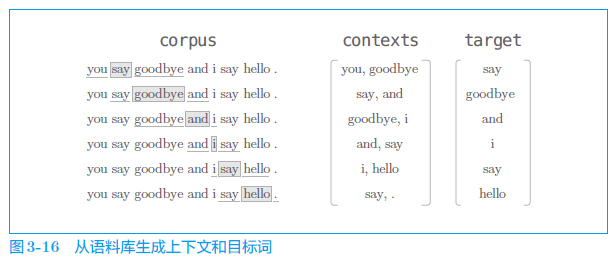 corpus contexts target
you say goodbye and i say hello . you, goodbye say
you say goodbye and i say hello . say, and goodbye
you say goodbye and i say hello . goodbye, i and
you say goodbye and i say hello . and, say i
you say goodbye and i say hello . i, hello say
you say goodbye and i say hello . say, . hello
图3-16 从语料库生成上下文和目标词